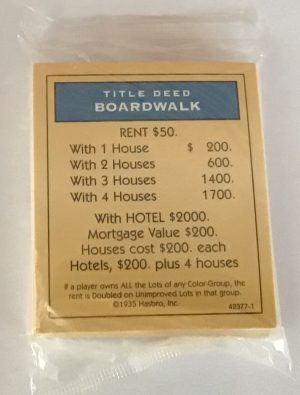 TITLE DEED
BOARDWALK
RENT $50.
With 1 House $ 200.
With 2 Houses 600.
With 3 Houses 1400.
With 4 Houses 1700.
With HOTEL $2000.
Mortgage Value $200.
Houses cost $200. each
Hotels, $200. plus 4 houses
If a player owns ALL the Lots of any Color-Group, the
rent is Doubled on Unimproved Lots in that group.
©1935 Hasbro, Inc.
42377-1